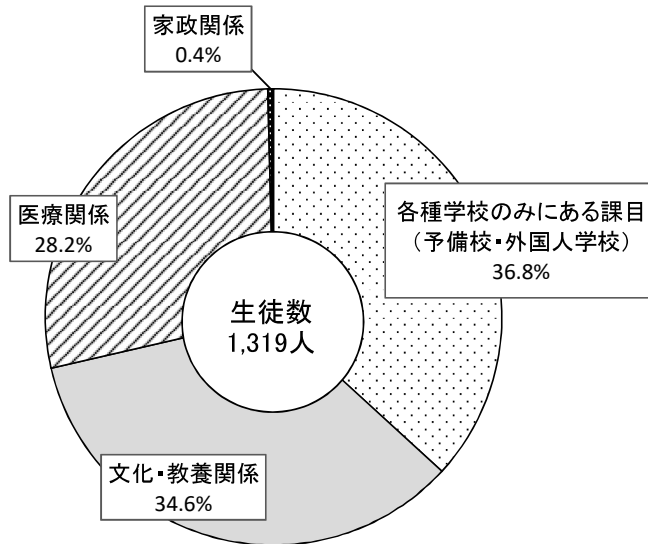 家政関係
0.4%
各種学校のみにある課目
（予備校・外国人学校）
36.8%
医療関係
28.2%
生徒数
1,319人
文化・教養関係
34.6%